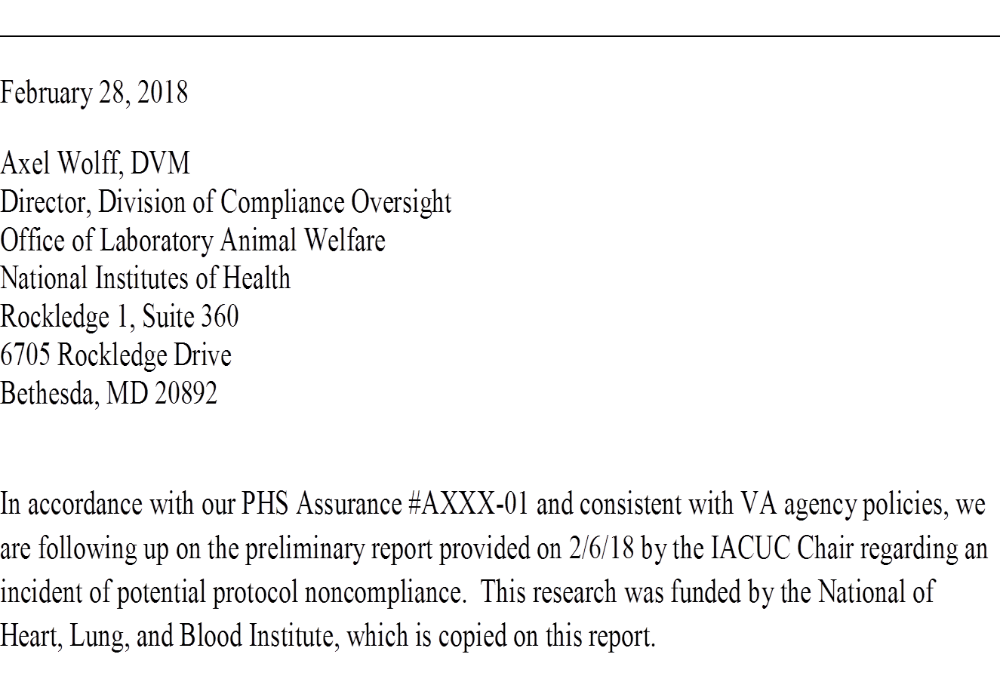 February 28, 2018
Axel Wolff, DVM
Director, Division of Compliance Oversight
Office of Laboratory Animal Welfare
National Institutes of Health
Rockledge 1, Suite 360
6705 Rockledge Drive
Bethesda, MD 20892
In accordance with our PHS Assurance #AXXX-01 and consistent with VA agency policies, we
are following up on the preliminary report provided on 2/6/18 by the IACUC Chair regarding an
incident of potential protocol noncompliance.  This research was funded by the National of
Heart, Lung, and Blood Institute, which is copied on this report.